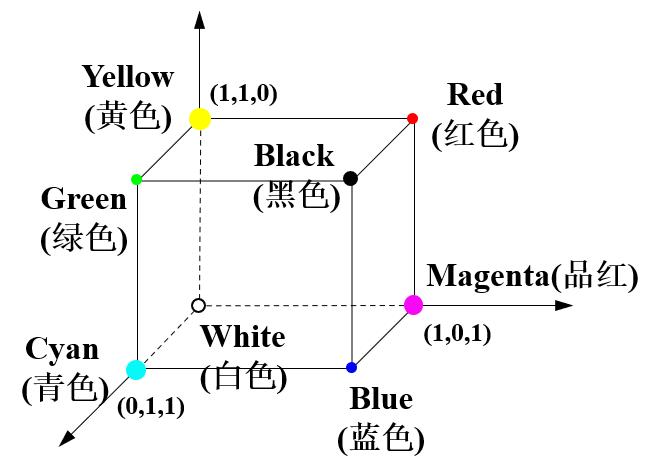 Yellow
(黄色)
(1,1,0)
Red
(红色)
Black
(黑色)
Green
(绿色)
Magenta(品红)
(1,0,1)
White
(白色)
Cyan
(青色)
(0,1,1)
Blue
(蓝色)